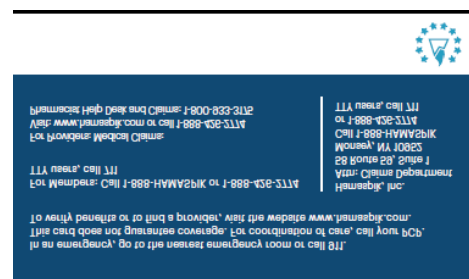 In an emergency, go to the nearest emergency room or call 911.
This card does not guarantee coverage. For coordination of care, call your PCP.
To verify benefits or to find a provider, visit the website www.hamaspik.com.
For Members: Call 1-888-HAMASPIK or 1-888-426-2774
TTY users, call 711
For Providers: Medical Claims:
Visit: www.hamaspik.com or call 1-888-426-2774
Pharmacist Help Desk and Claims: 1-800-933-3175
Hamaspik, Inc.
Attn: Claims Department
58 Route 59, Suite 1
Monsey, NY 10952
Call 1-888-HAMASPIK
or 1-888-426-2774
TTY users, call 711